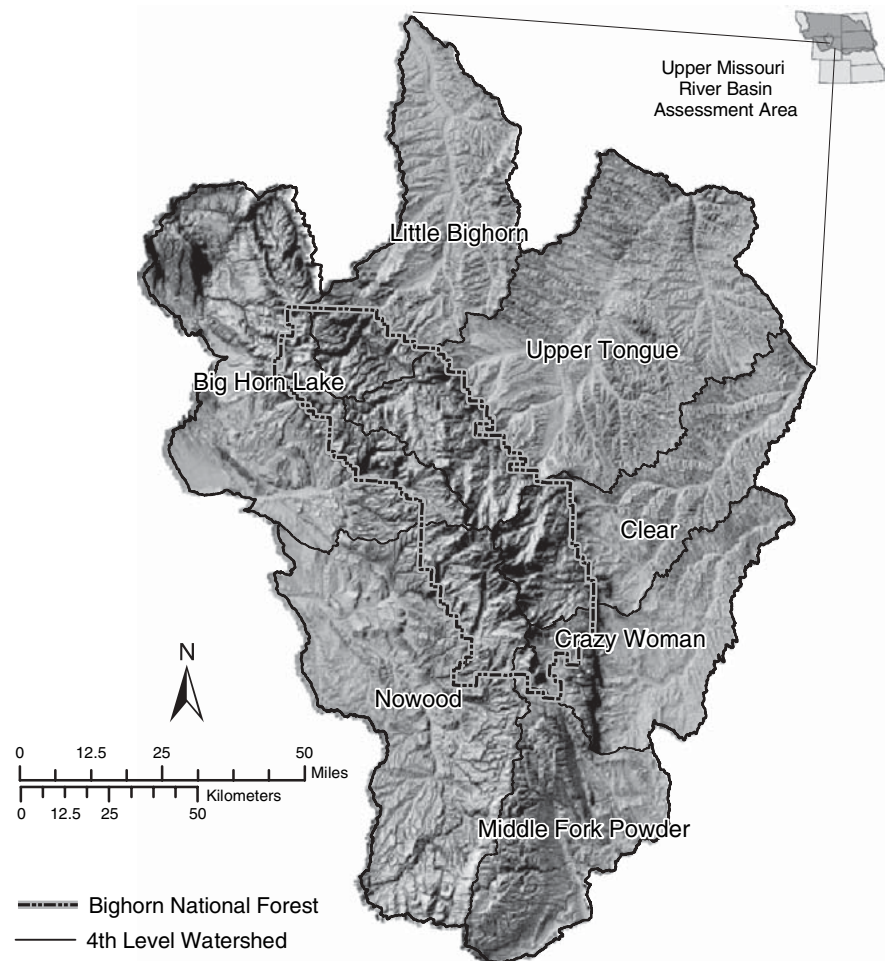 Upper Missouri
River Basin
Assessment Area
Little Bighorn
Upper Tongue
Big Horn Lake
Clear
Crazy Woman
Nowood
Middle Fork Powder
N
0 12.5 25 50
Miles
Kilometers
0 12.5 25 50
Bighorn National Forest
4th Level Watershed